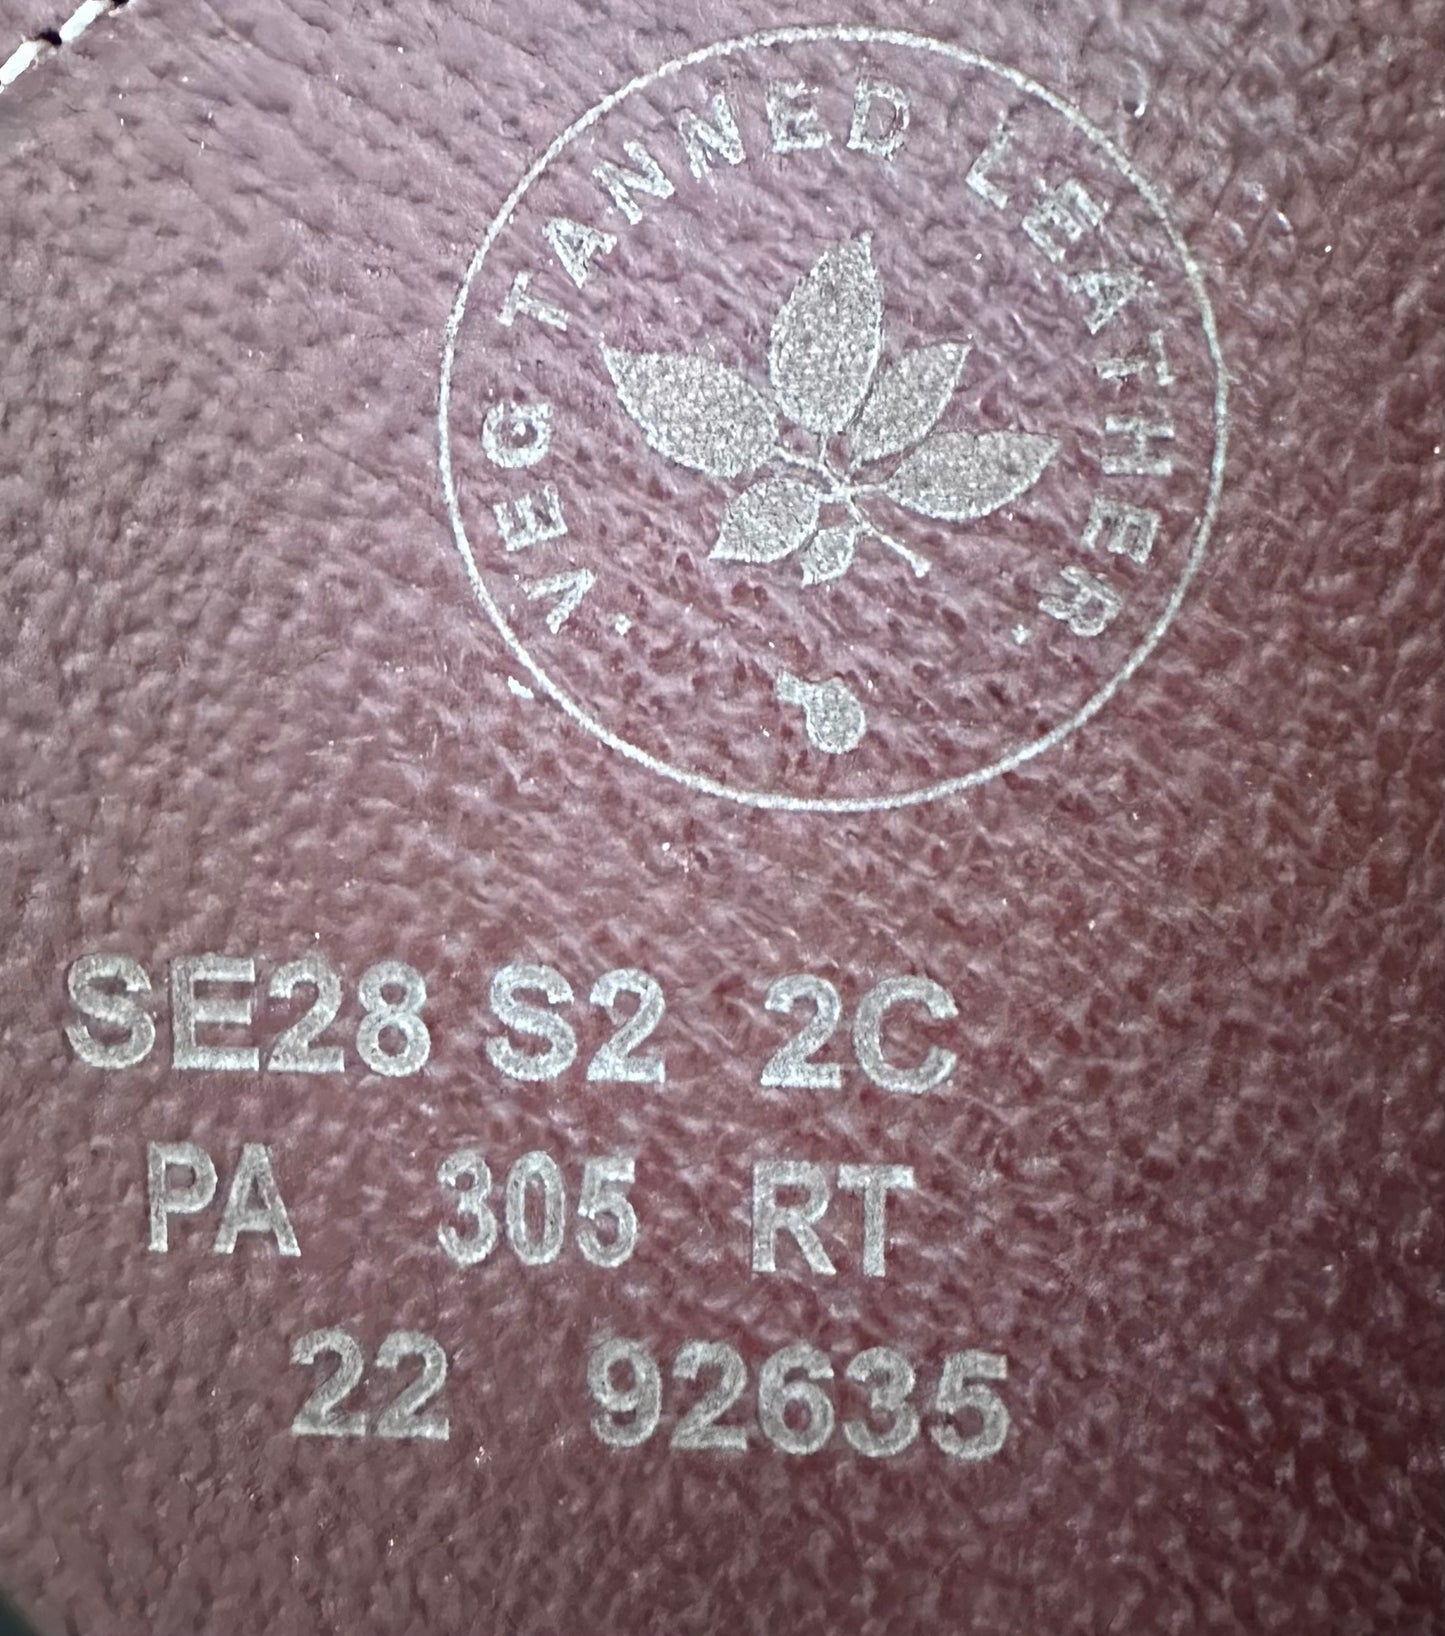 VEG TANNED LEATHER
SE28 S2 2C
PA 305 RT
22 92635